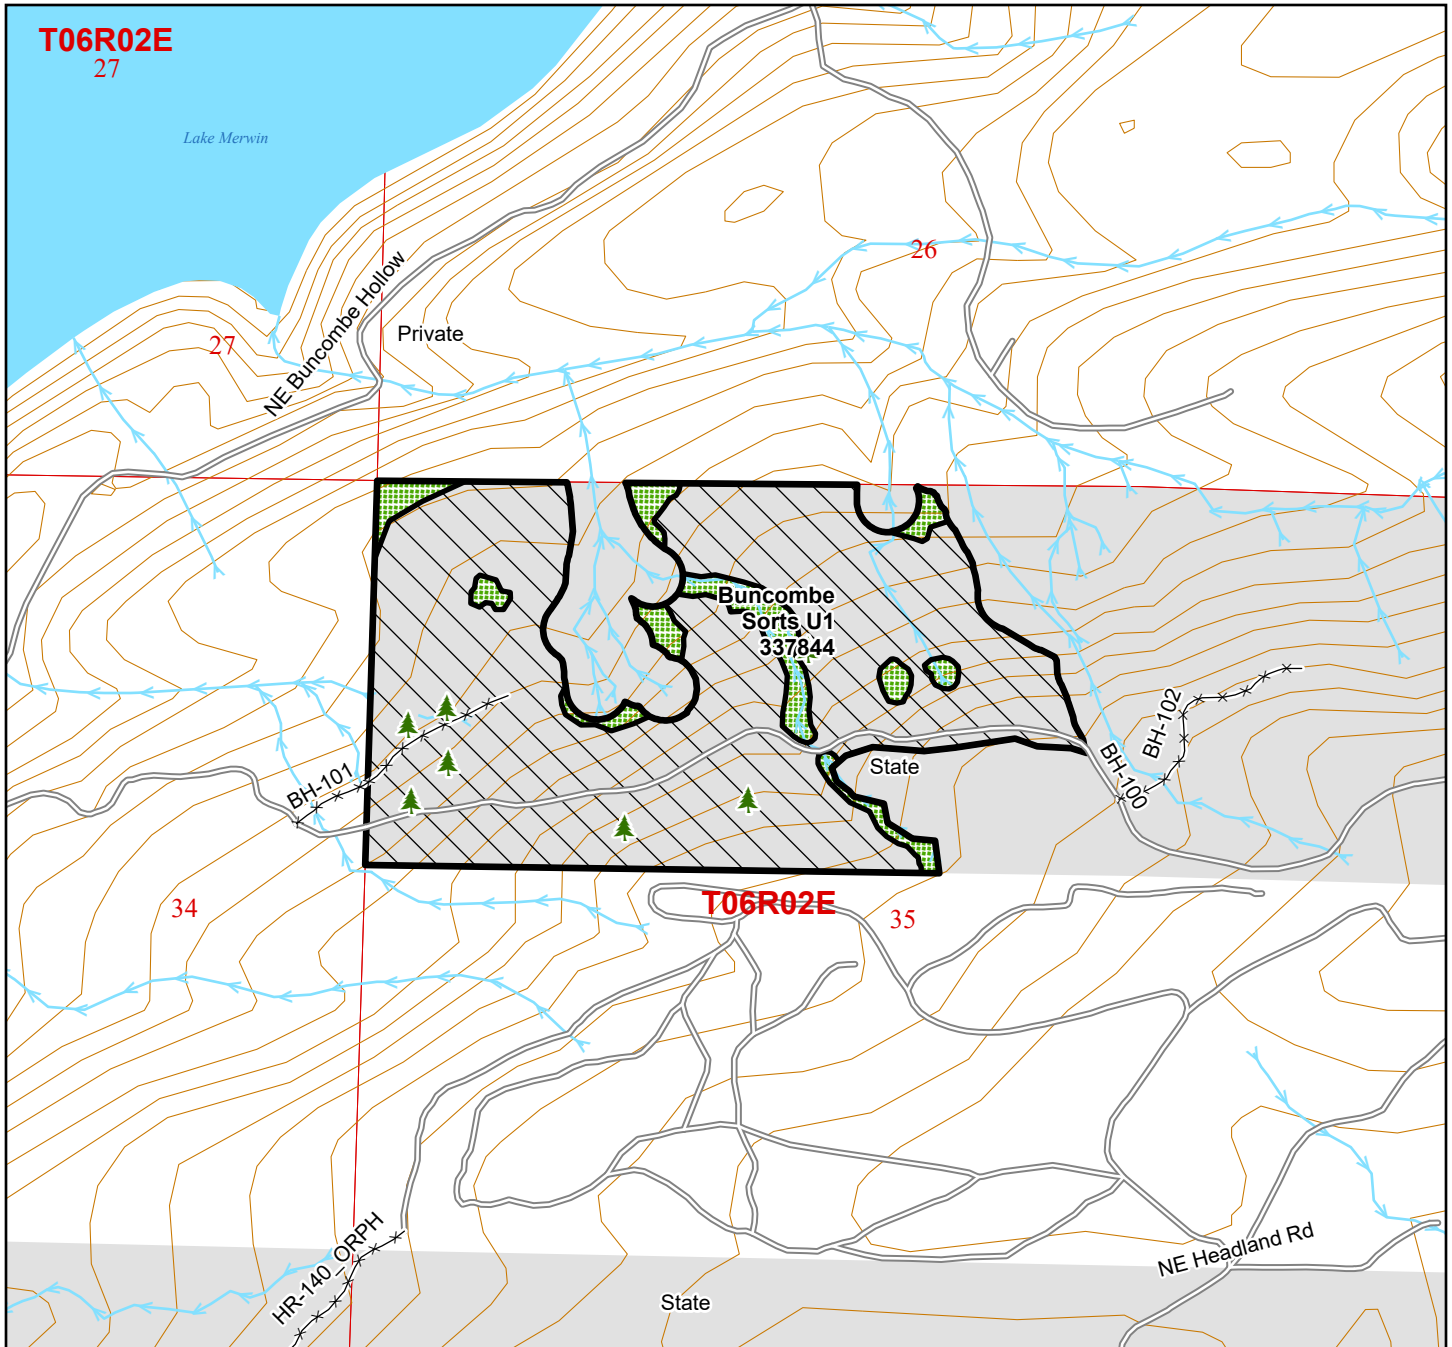 T06R02E
27
Lake Merwin
26
NE Buncombe Hollow
Private
27
Buncombe
Sorts U1
337844
BH-102
BH-101
State
BH-100
T06R02E
34
35
HR-140_ORPH
NE Headland Rd
State